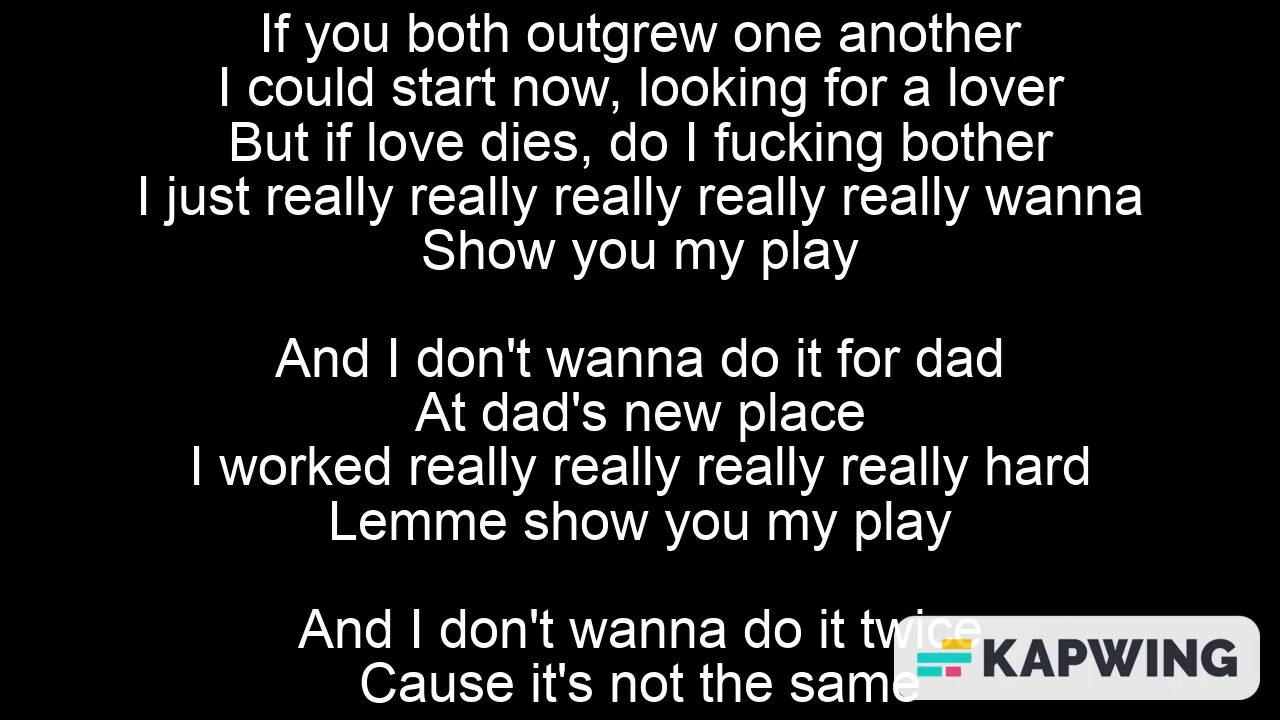 If you both outgrew one another
I could start now, looking for a lover
But if love dies, do I fucking bother
I just really really really really really wanna
Show you my play
And I don't wanna do it for dad
At dad's new place
I worked really really really really hard
Lemme show you my play
And I don't wanna do it twice
Cause it's not the same
KAPWING